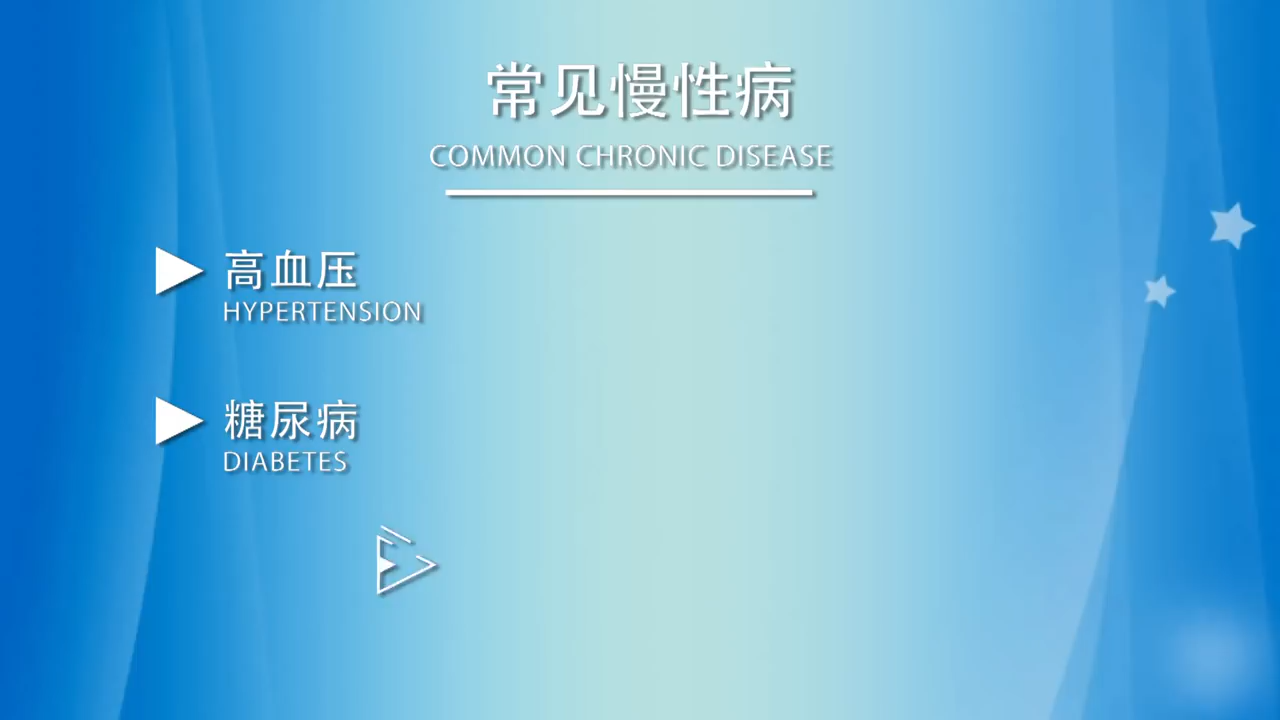 常见慢性病
COMMON CHRONIC DISEASE
高血压
HYPERTENSION
糖尿病
DIABETES